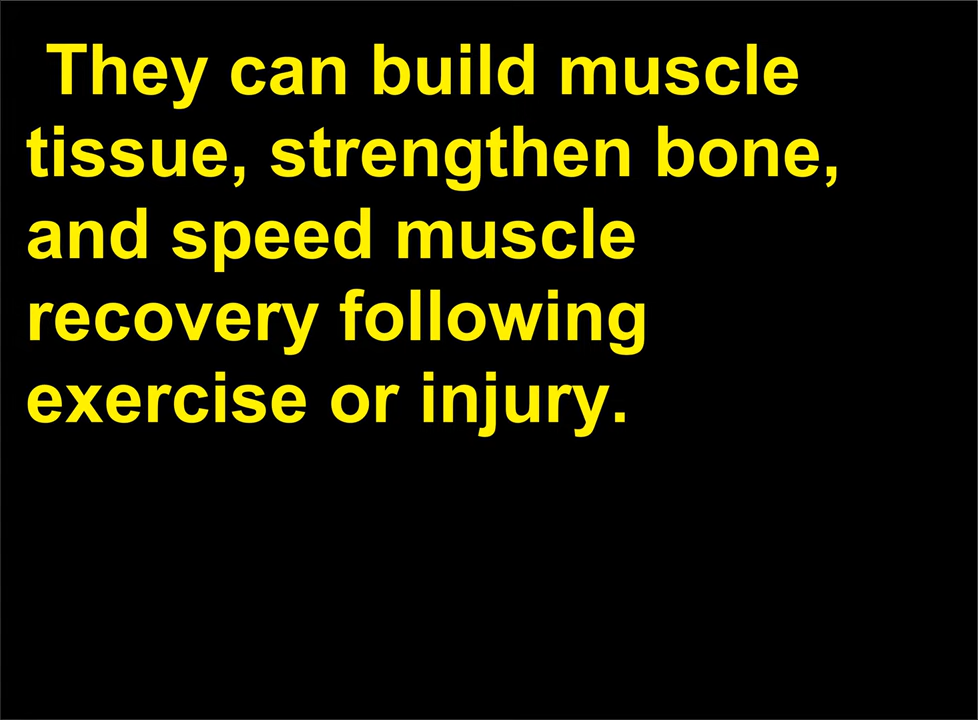 They can build muscle
tissue, strengthen bone,
and speed muscle
recovery following
exercise or injury.